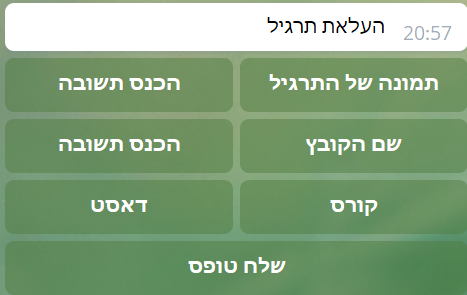 העלאת תרגיל
20:57
תמונה של התרגיל הכנס תשובה
שם הקובץ הכנס תשובה
קורס דאסט
שלח טופס